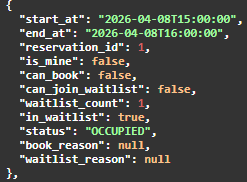 {
"start_at": "2026-04-08T15:00:00",
"end_at": "2026-04-08T16:00:00",
"reservation_id": 1,
"is_mine": false,
"can_book": false,
"can_join_waitlist": false,
"waitlist_count": 1,
"in_waitlist": true,
"status": "OCCUPIED",
"book_reason": null,
"waitlist_reason": null
},